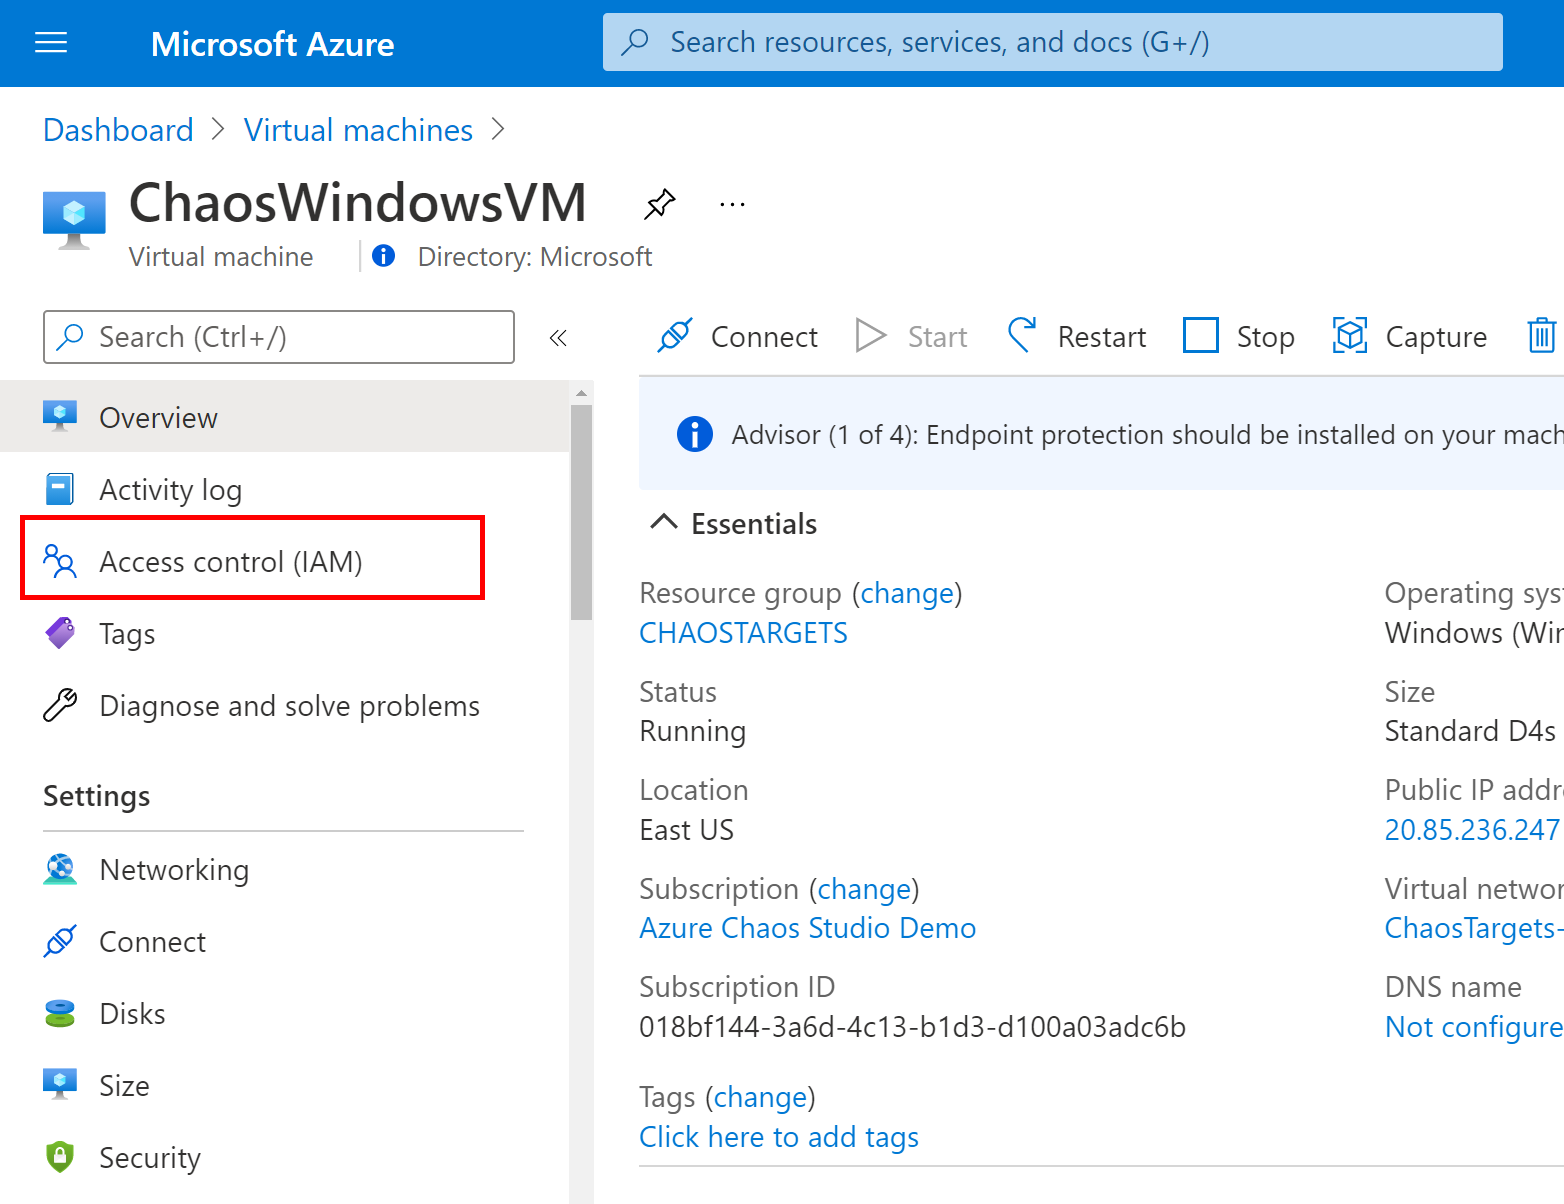 Microsoft Azure
Search resources, services, and docs (G+/)
Dashboard > Virtual machines >
ChaosWindowsVM ...
Virtual machine
Directory: Microsoft
Search (Ctrl+/)
«
Connect
Start
Restart
Stop
Capture
Overview
Activity log
Access control (IAM)
Tags
Diagnose and solve problems
Settings
Networking
Connect
Disks
Size
Security
Advisor (1 of 4): Endpoint protection should be installed on your mach
Essentials
Resource group (change)
CHAOSTARGETS
Status
Running
Location
East US
Subscription (change)
Azure Chaos Studio Demo
Subscription ID
018bf144-3a6d-4c13-b1d3-d100a03adc6b
Tags (change)
Click here to add tags
Operating sys
Windows (Wir
Size
Standard D4s
Public IP addr
20.85.236.247
Virtual networ
ChaosTargets-
DNS name
Not configure